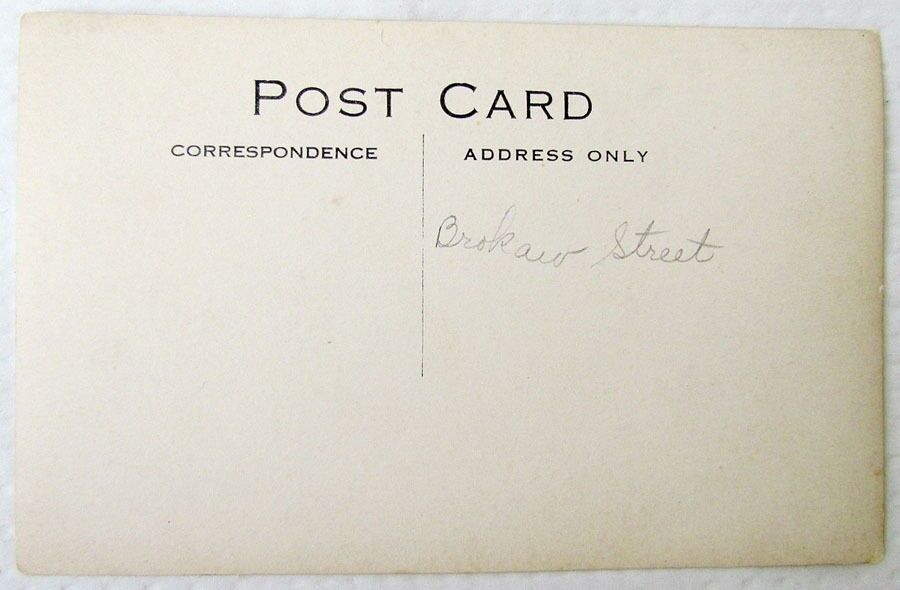 POST CARD
CORRESPONDENCE
ADDRESS ONLY
Brokaw Street